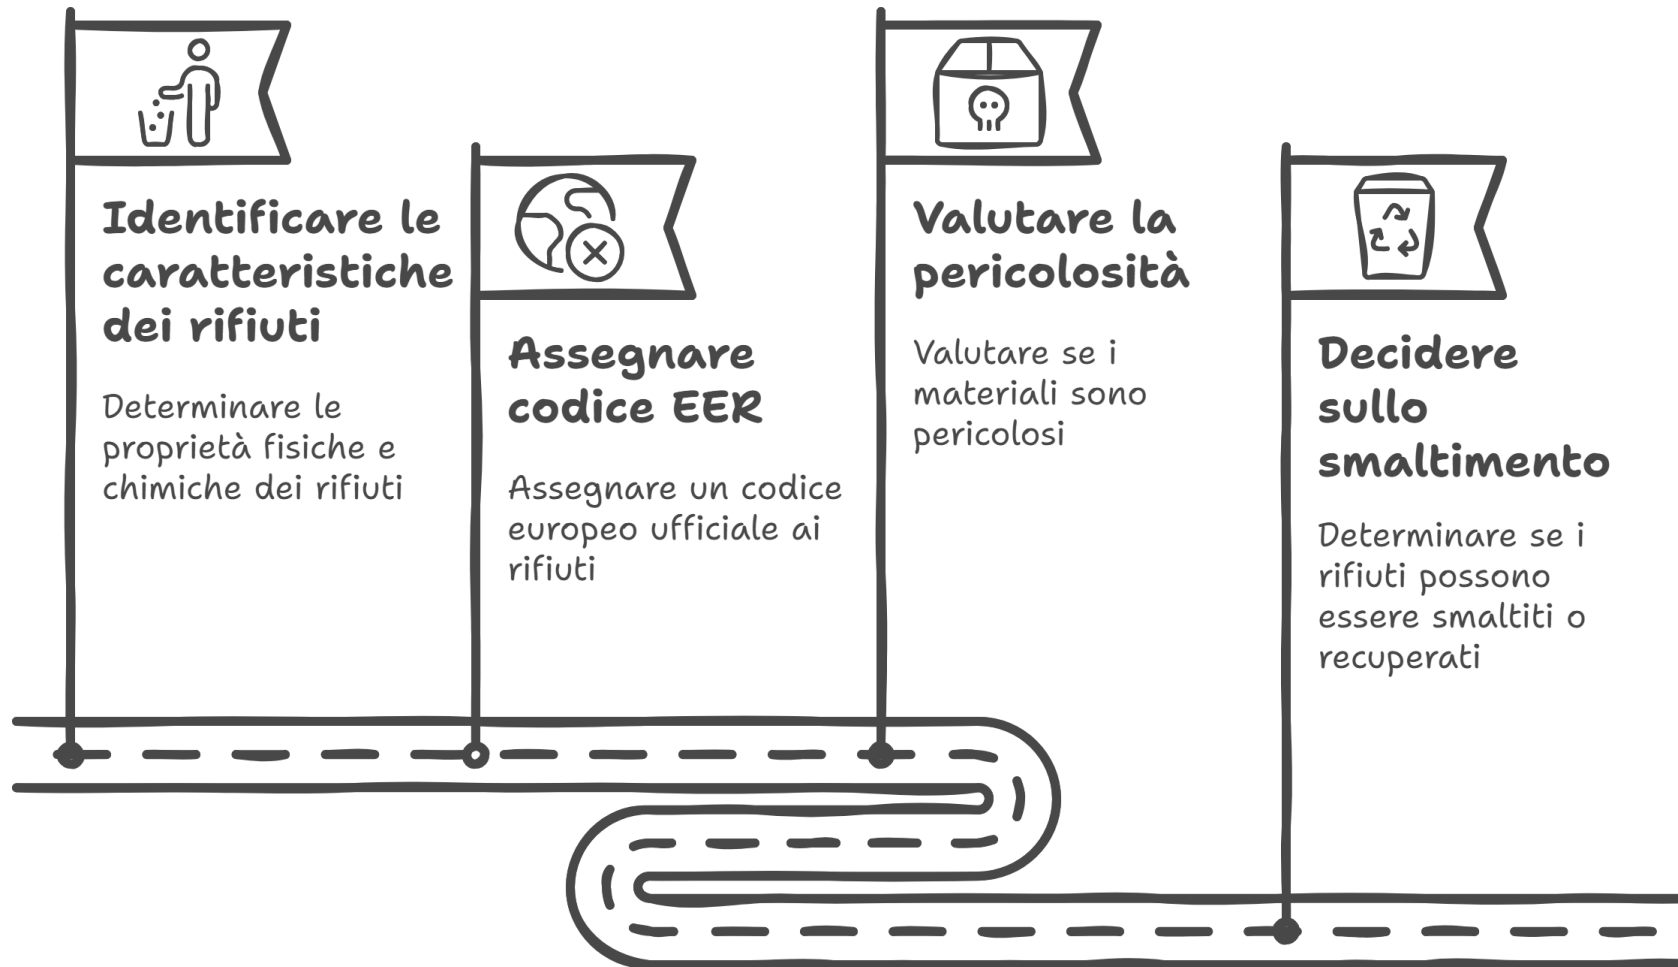 Identificare le
caratteristiche
dei rifiuti
Determinare le
proprietà fisiche e
chimiche dei rifiuti
Assegnare
codice EER
Assegnare un codice
europeo ufficiale ai
rifiuti
Valutare la
pericolosità
Valutare se i
materiali sono
pericolosi
Decidere
sullo
smaltimento
Determinare se i
rifiuti possono
essere smaltiti o
recuperati